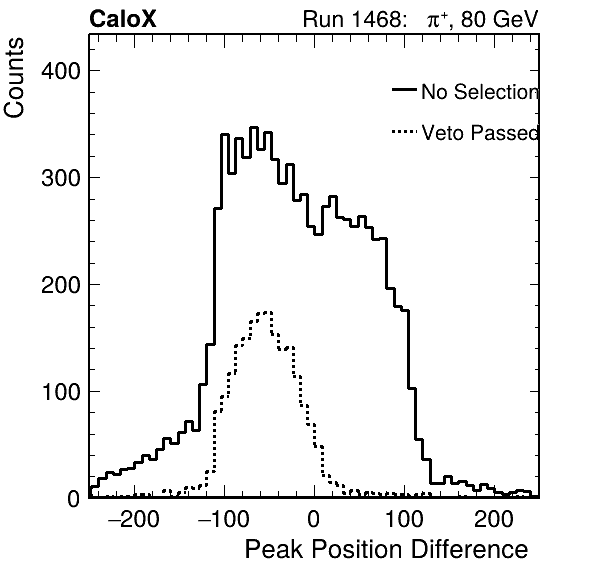 CaloX Run 1468: π⁺, 80 GeV
Counts
400
300
200
100
0
No Selection
Veto Passed
−200 −100 0 100 200
Peak Position Difference